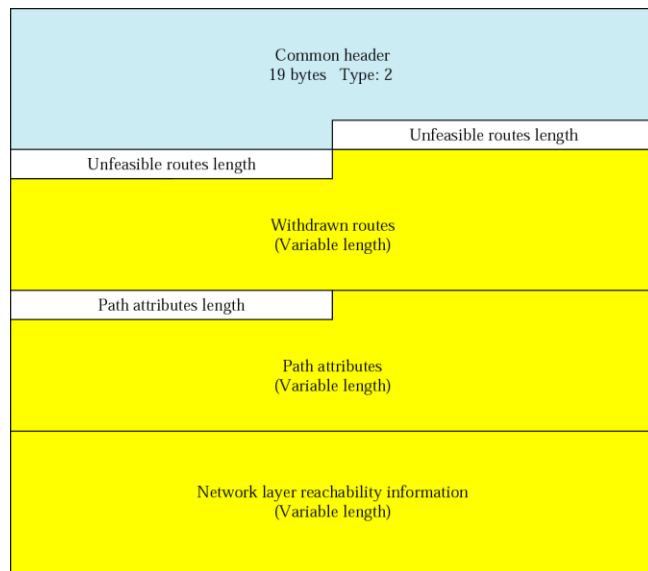 Common header
19 bytes Type: 2
Unfeasible routes length
Unfeasible routes length
Withdrawn routes
(Variable length)
Path attributes length
Path attributes
(Variable length)
Network layer reachability information
(Variable length)